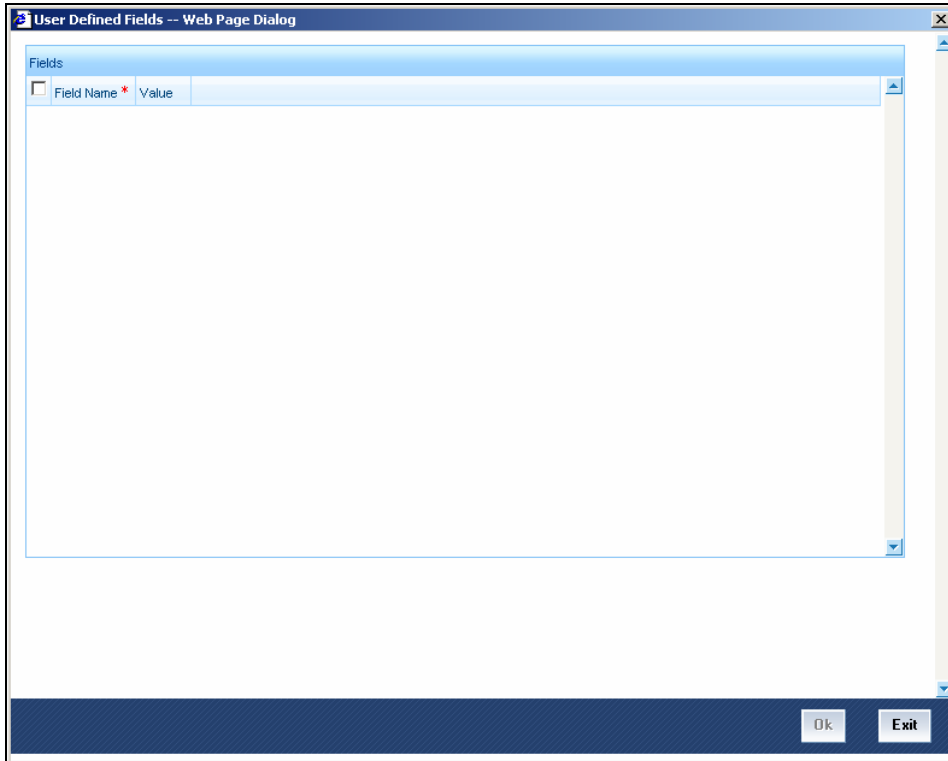 User Defined Fields -- Web Page Dialog
Fields
Field Name * Value
Ok Exit